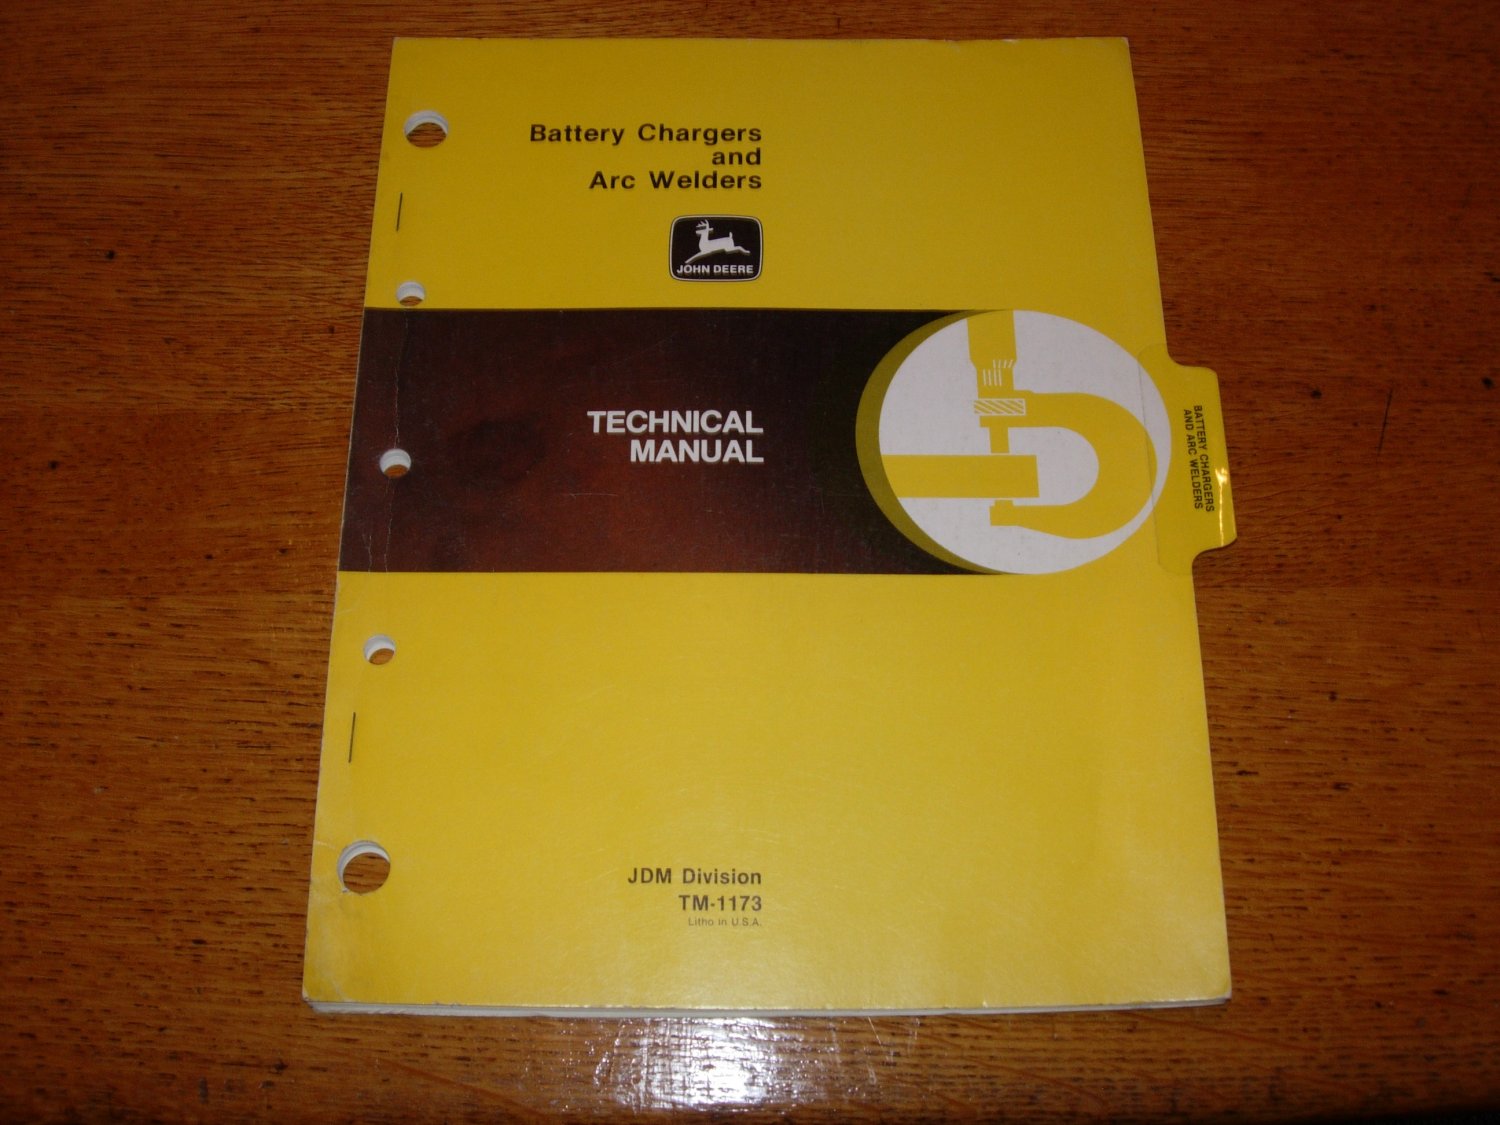 Battery Chargers
and
Arc Welders
JOHN DEERE
TECHNICAL
MANUAL
BATTERY CHARGERS
AND ARC WELDERS
JDM Division
TM-1173
Litho in U.S.A.